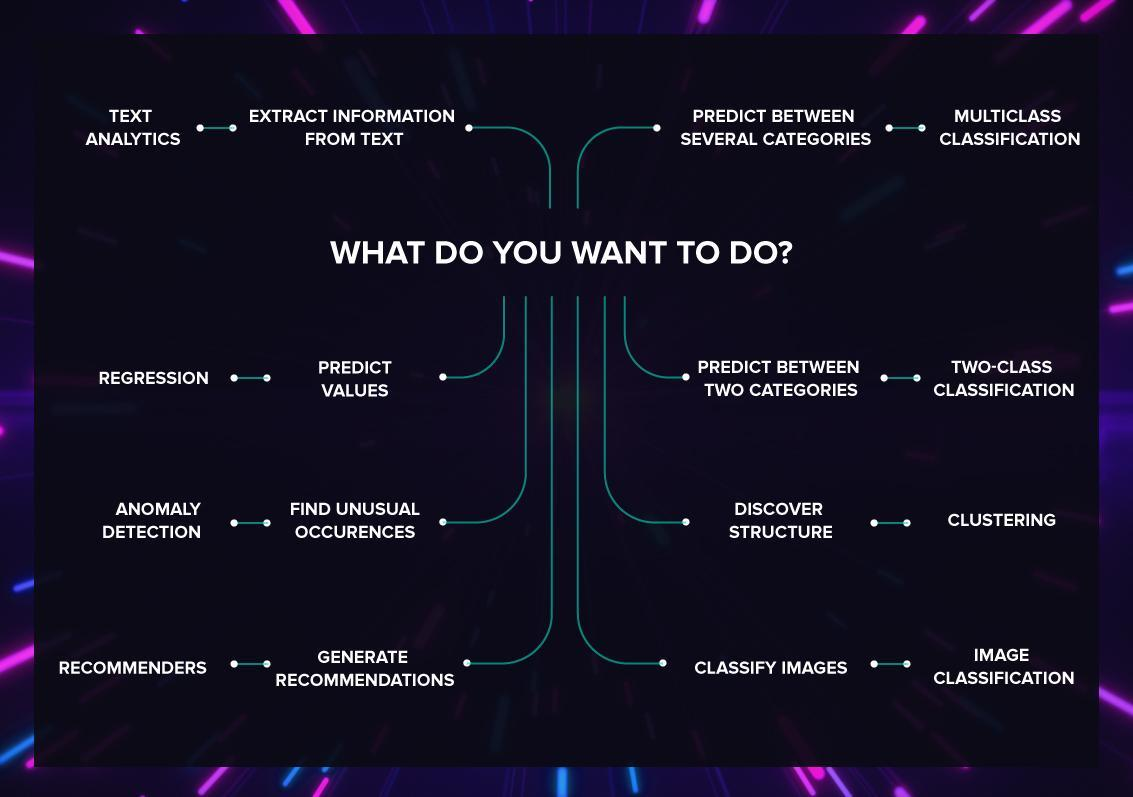 TEXT
ANALYTICS
EXTRACT INFORMATION
FROM TEXT
PREDICT BETWEEN
SEVERAL CATEGORIES
MULTICLASS
CLASSIFICATION
WHAT DO YOU WANT TO DO?
REGRESSION
PREDICT
VALUES
PREDICT BETWEEN
TWO CATEGORIES
TWO-CLASS
CLASSIFICATION
ANOMALY
DETECTION
FIND UNUSUAL
OCCURENCES
DISCOVER
STRUCTURE
CLUSTERING
RECOMMENDERS
GENERATE
RECOMMENDATIONS
CLASSIFY IMAGES
IMAGE
CLASSIFICATION